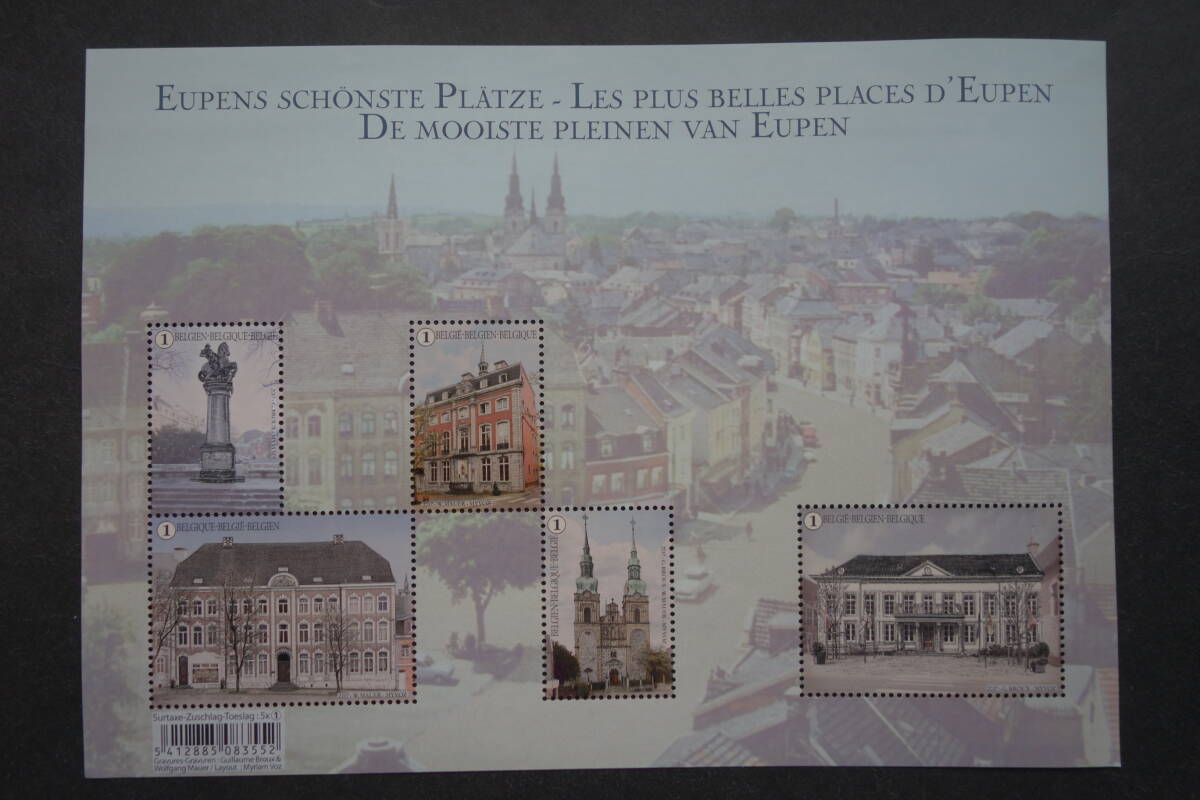 EUPENS SCHÖNSTE PLÄTZE - LES PLUS BELLES PLACES D'EUPEN
DE MOOISTE PLEINEN VAN EUPEN
1 BELGIEN-BELGIQUE-BELGIË
1 BELGIË-BELGIEN-BELGIQUE
1 BELGIQUE-BELGIË-BELGIEN
1
BELGIEN-BELGIQUE-BELGIË
1 BELGIË-BELGIEN-BELGIQUE
Surtaxe-Zuschlag-Toeslag : 5x 1
5 412885 083552
Gravures-Gravuren : Guillaume Broux &
Wolfgang Mauer / Layout : Myriam Voz